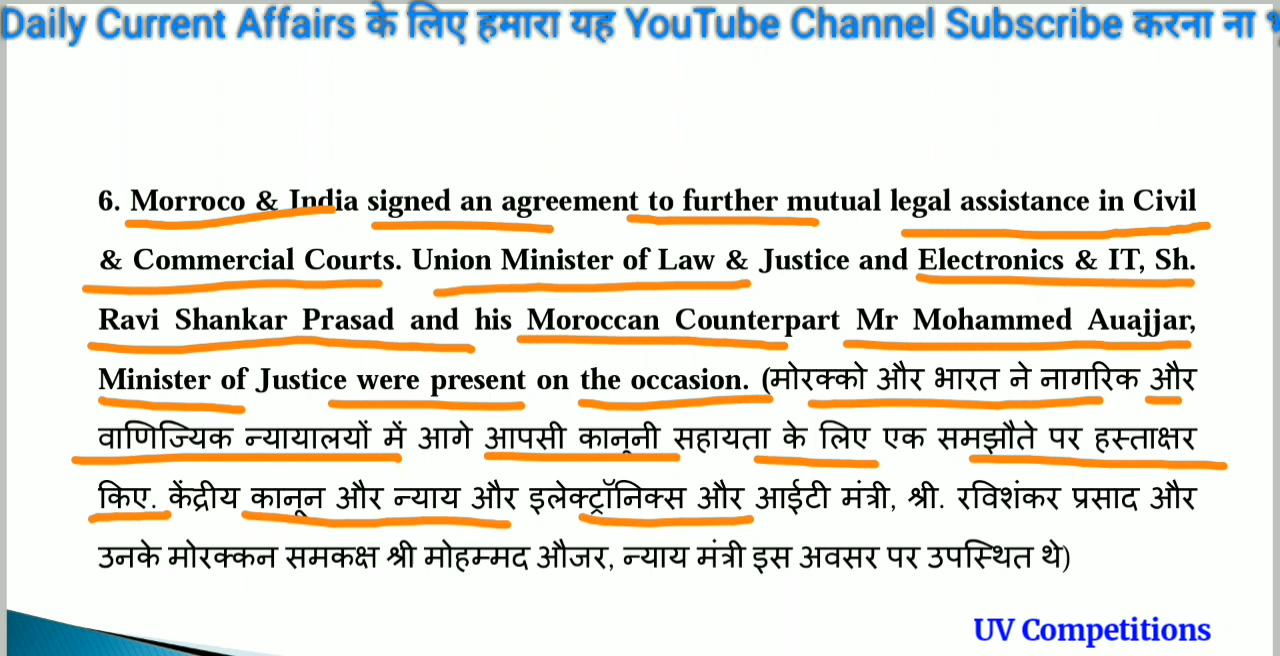 Daily Current Affairs के लिए हमारा यह YouTube Channel Subscribe करना ना
6. Morroco & India signed an agreement to further mutual legal assistance in Civil
& Commercial Courts. Union Minister of Law & Justice and Electronics & IT, Sh.
Ravi Shankar Prasad and his Moroccan Counterpart Mr Mohammed Auajjar,
Minister of Justice were present on the occasion. (मोरक्को और भारत ने नागरिक और
वाणिज्यिक न्यायालयों में आगे आपसी कानूनी सहायता के लिए एक समझौते पर हस्ताक्षर
किए. केंद्रीय कानून और न्याय और इलेक्ट्रॉनिक्स और आईटी मंत्री, श्री. रविशंकर प्रसाद और
उनके मोरक्कन समकक्ष श्री मोहम्मद औजर, न्याय मंत्री इस अवसर पर उपस्थित थे)
UV Competitions